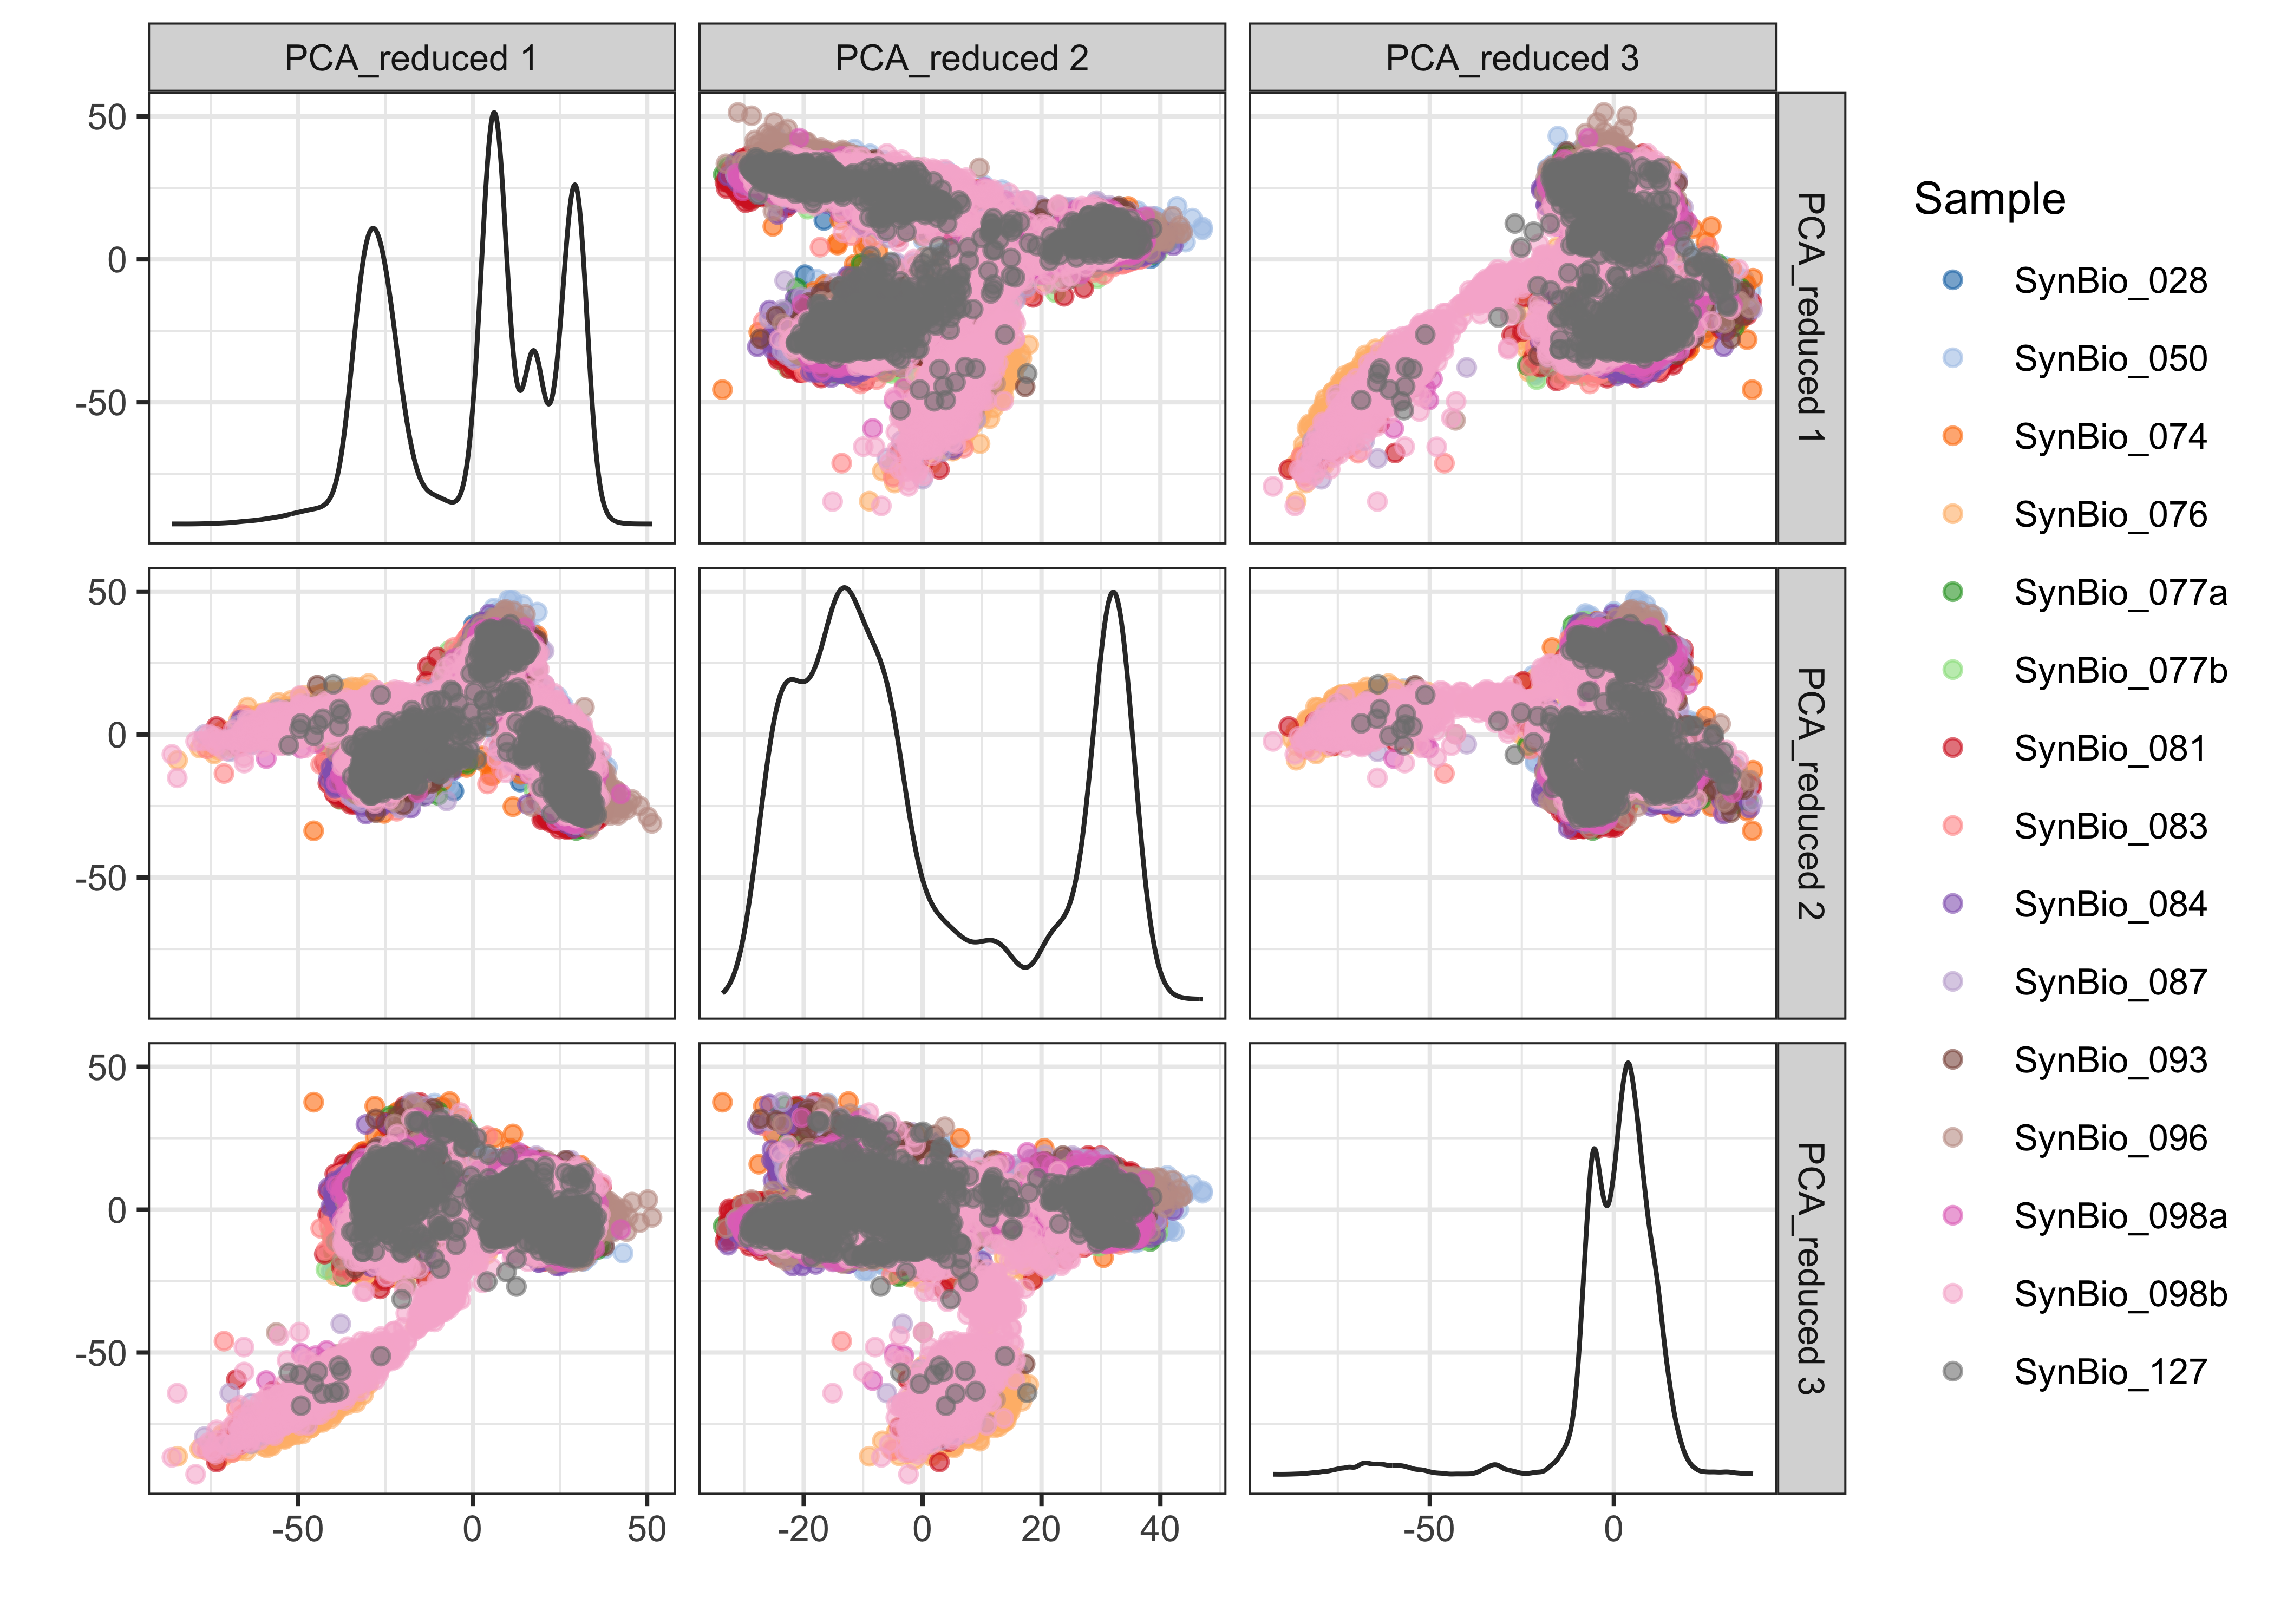 PCA_reduced 1
PCA_reduced 2
PCA_reduced 3
50
0
-50
PCA_reduced 1
50
0
-50
PCA_reduced 2
50
0
-50
PCA_reduced 3
-50
0
50
-20
0
20
40
-50
0
Sample
SynBio_028
SynBio_050
SynBio_074
SynBio_076
SynBio_077a
SynBio_077b
SynBio_081
SynBio_083
SynBio_084
SynBio_087
SynBio_093
SynBio_096
SynBio_098a
SynBio_098b
SynBio_127